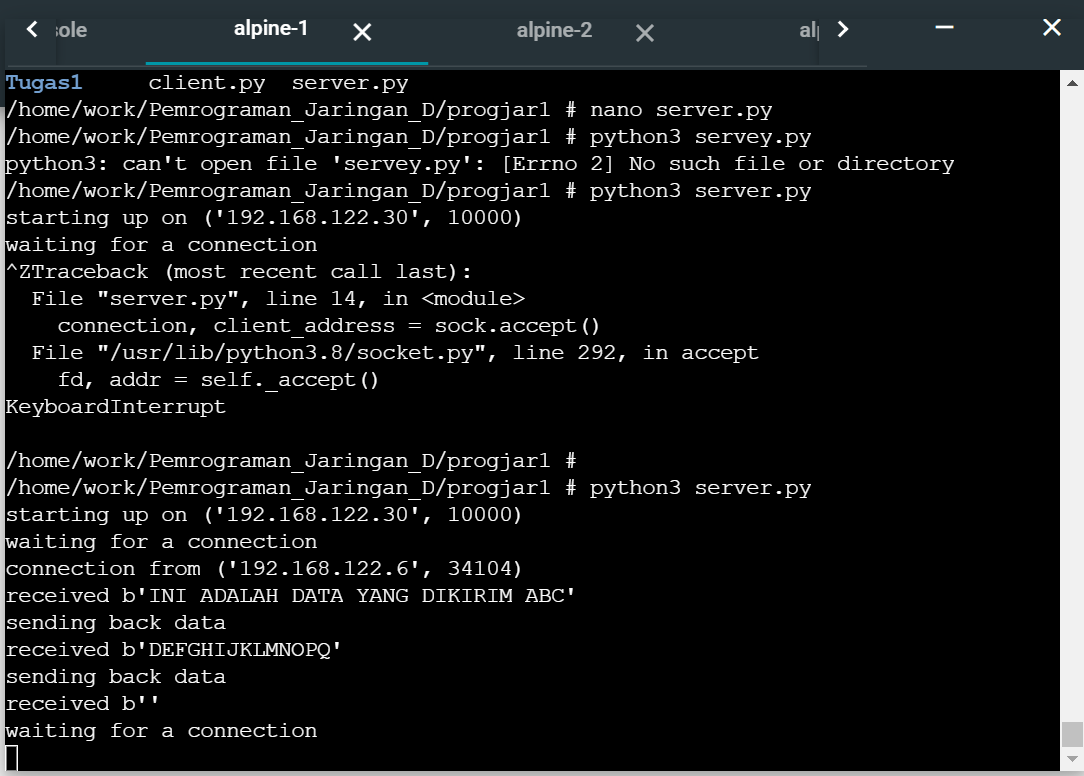 sole alpine-1 alpine-2 al
Tugas1 client.py server.py
/home/work/Pemrograman_Jaringan_D/progjar1 # nano server.py
/home/work/Pemrograman_Jaringan_D/progjar1 # python3 servey.py
python3: can't open file 'servey.py': [Errno 2] No such file or directory
/home/work/Pemrograman_Jaringan_D/progjar1 # python3 server.py
starting up on ('192.168.122.30', 10000)
waiting for a connection
^ZTraceback (most recent call last):
  File "server.py", line 14, in <module>
    connection, client_address = sock.accept()
  File "/usr/lib/python3.8/socket.py", line 292, in accept
    fd, addr = self._accept()
KeyboardInterrupt
/home/work/Pemrograman_Jaringan_D/progjar1 #
/home/work/Pemrograman_Jaringan_D/progjar1 # python3 server.py
starting up on ('192.168.122.30', 10000)
waiting for a connection
connection from ('192.168.122.6', 34104)
received b'INI ADALAH DATA YANG DIKIRIM ABC'
sending back data
received b'DEFGHIJKLMNOPQ'
sending back data
received b''
waiting for a connection